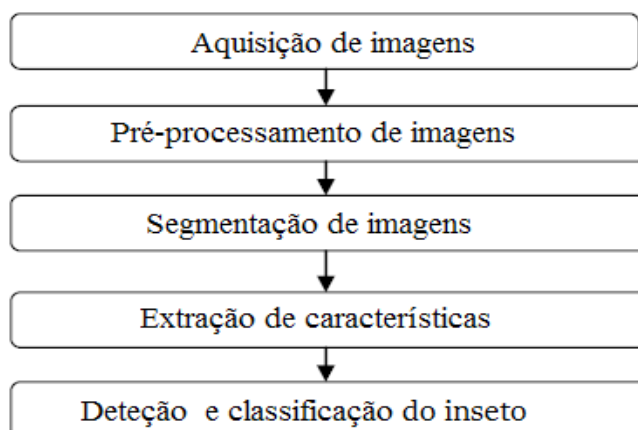 Aquisição de imagens
Pré-processamento de imagens
Segmentação de imagens
Extração de características
Deteção e classificação do inseto